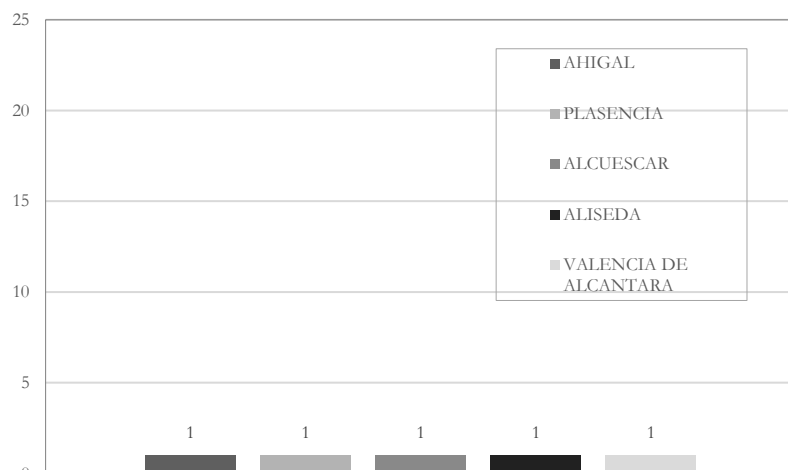 25
20
15
10
5
0
AHIGAL
PLASENCIA
ALCUESCAR
ALISEDA
VALENCIA DE
ALCANTARA
1 1 1 1 1